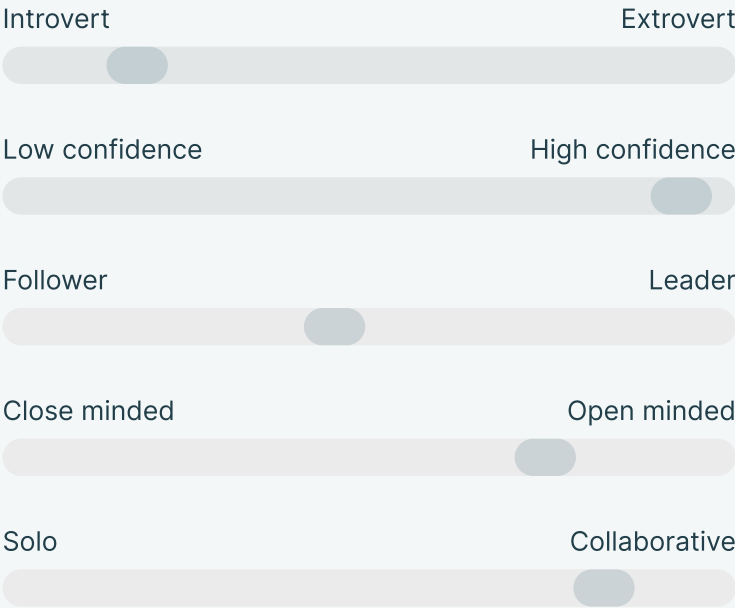 Introvert Extrovert
Low confidence High confidence
Follower Leader
Close minded Open minded
Solo Collaborative